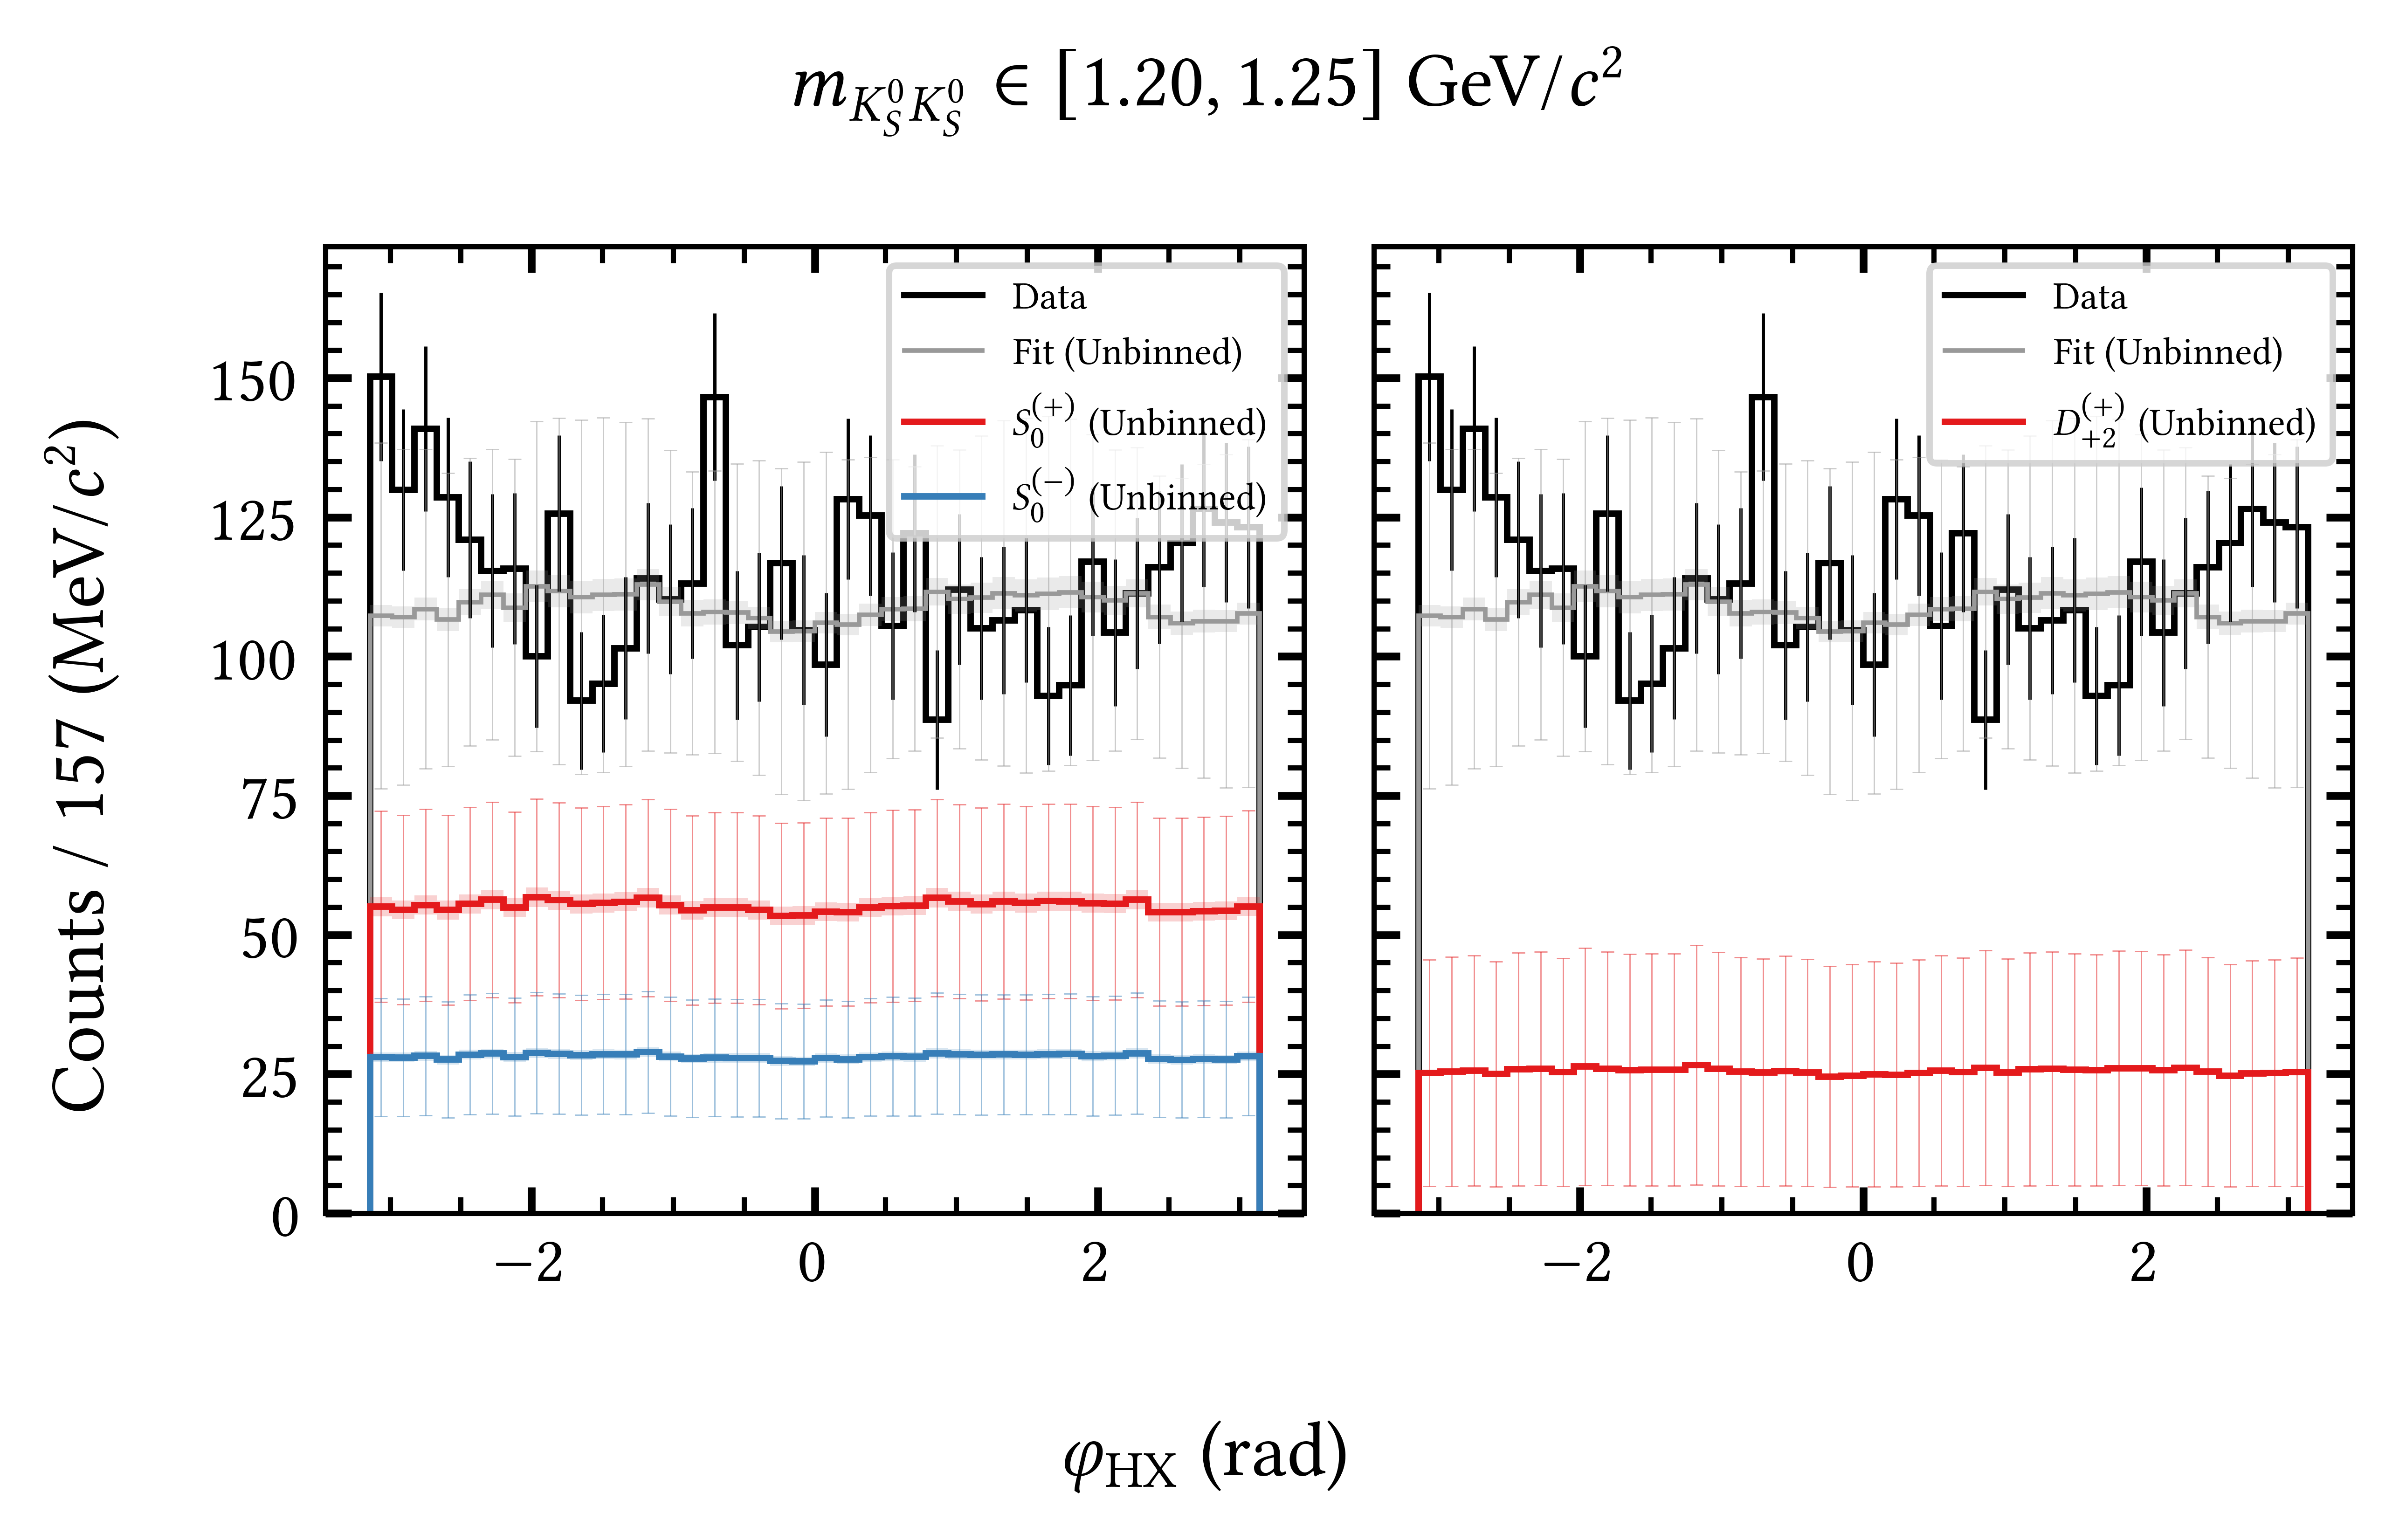 m_{K_S^0 K_S^0} ∈ [1.20, 1.25] GeV/c²
Counts / 157 (MeV/c²)
150
125
100
75
50
25
0
Data
Fit (Unbinned)
S_0^{(+)} (Unbinned)
S_0^{(−)} (Unbinned)
−2
0
2
Data
Fit (Unbinned)
D_{+2}^{(+)} (Unbinned)
−2
0
2
φ_{HX} (rad)